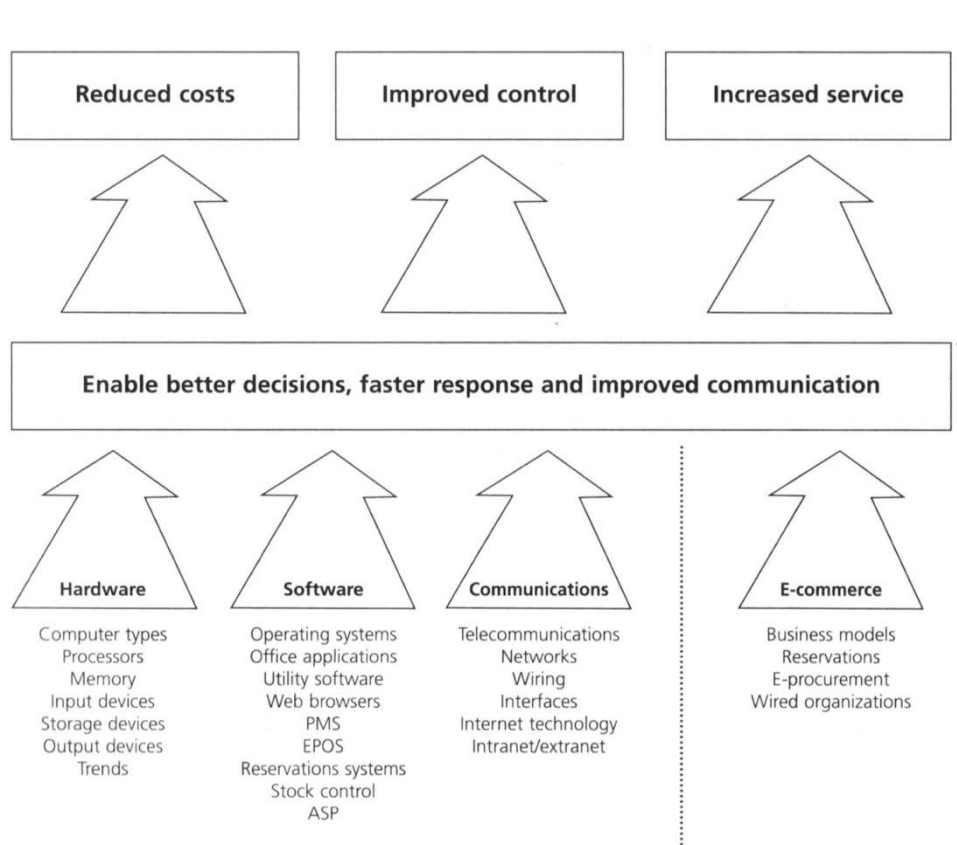 Reduced costs
Improved control
Increased service
Enable better decisions, faster response and improved communication
Hardware
Computer types
Processors
Memory
Input devices
Storage devices
Output devices
Trends
Software
Operating systems
Office applications
Utility software
Web browsers
PMS
EPOS
Reservations systems
Stock control
ASP
Communications
Telecommunications
Networks
Wiring
Interfaces
Internet technology
Intranet/extranet
E-commerce
Business models
Reservations
E-procurement
Wired organizations